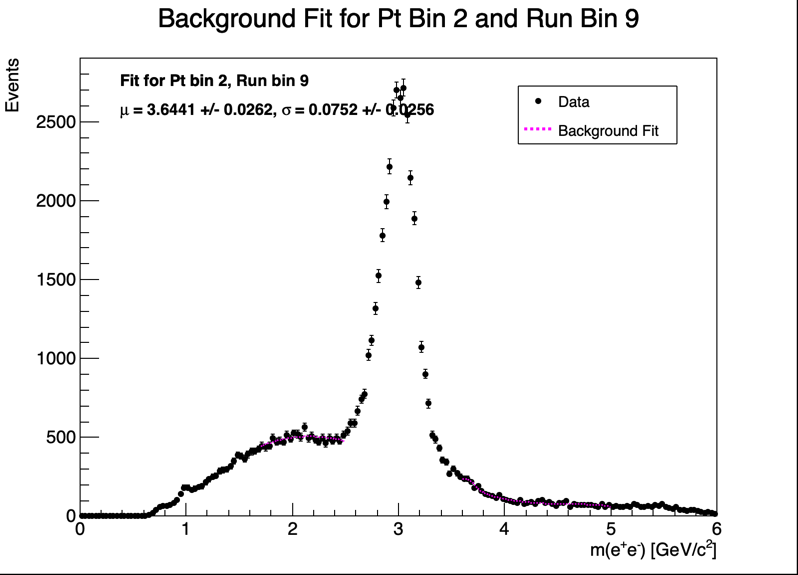 Background Fit for Pt Bin 2 and Run Bin 9
Events
Fit for Pt bin 2, Run bin 9
μ = 3.6441 +/- 0.0262, σ = 0.0752 +/- 0.0256
Data
Background Fit
2500
2000
1500
1000
500
0
0 1 2 3 4 5 6
m(e⁺e⁻) [GeV/c²]